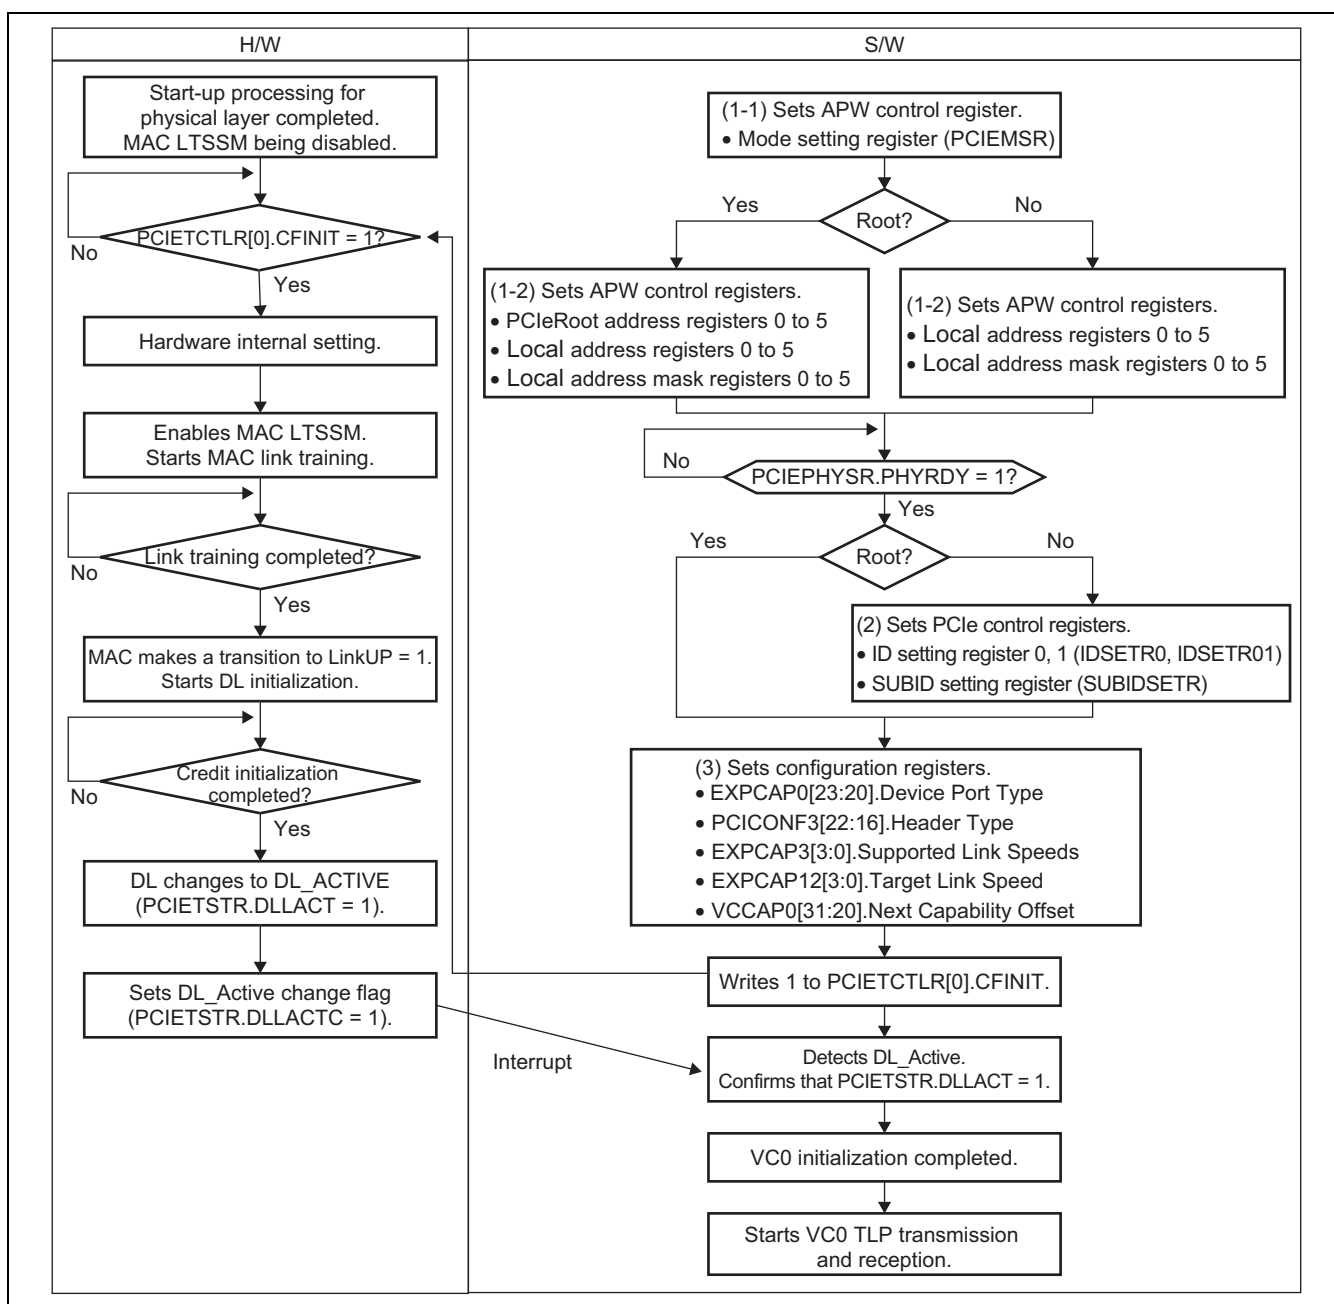 H/W
Start-up processing for
physical layer completed.
MAC LTSSM being disabled.
PCIETCTLR[0].CFINIT = 1?
No
Yes
Hardware internal setting.
Enables MAC LTSSM.
Starts MAC link training.
Link training completed?
No
Yes
MAC makes a transition to LinkUP = 1.
Starts DL initialization.
Credit initialization
completed?
No
Yes
DL changes to DL_ACTIVE
(PCIETSTR.DLLACT = 1).
Sets DL_Active change flag
(PCIETSTR.DLLACTC = 1).
Interrupt
S/W
(1-1) Sets APW control register.
• Mode setting register (PCIEMSR)
Yes
Root?
No
(1-2) Sets APW control registers.
• PCIeRoot address registers 0 to 5
• Local address registers 0 to 5
• Local address mask registers 0 to 5
(1-2) Sets APW control registers.
• Local address registers 0 to 5
• Local address mask registers 0 to 5
No
PCIEPHYSR.PHYRDY = 1?
Yes
Yes
Root?
No
(2) Sets PCIe control registers.
• ID setting register 0, 1 (IDSETR0, IDSETR01)
• SUBID setting register (SUBIDSETR)
(3) Sets configuration registers.
• EXPCAP0[23:20].Device Port Type
• PCICONF3[22:16].Header Type
• EXPCAP3[3:0].Supported Link Speeds
• EXPCAP12[3:0].Target Link Speed
• VCCAP0[31:20].Next Capability Offset
Writes 1 to PCIETCTLR[0].CFINIT.
Detects DL_Active.
Confirms that PCIETSTR.DLLACT = 1.
VC0 initialization completed.
Starts VC0 TLP transmission
and reception.